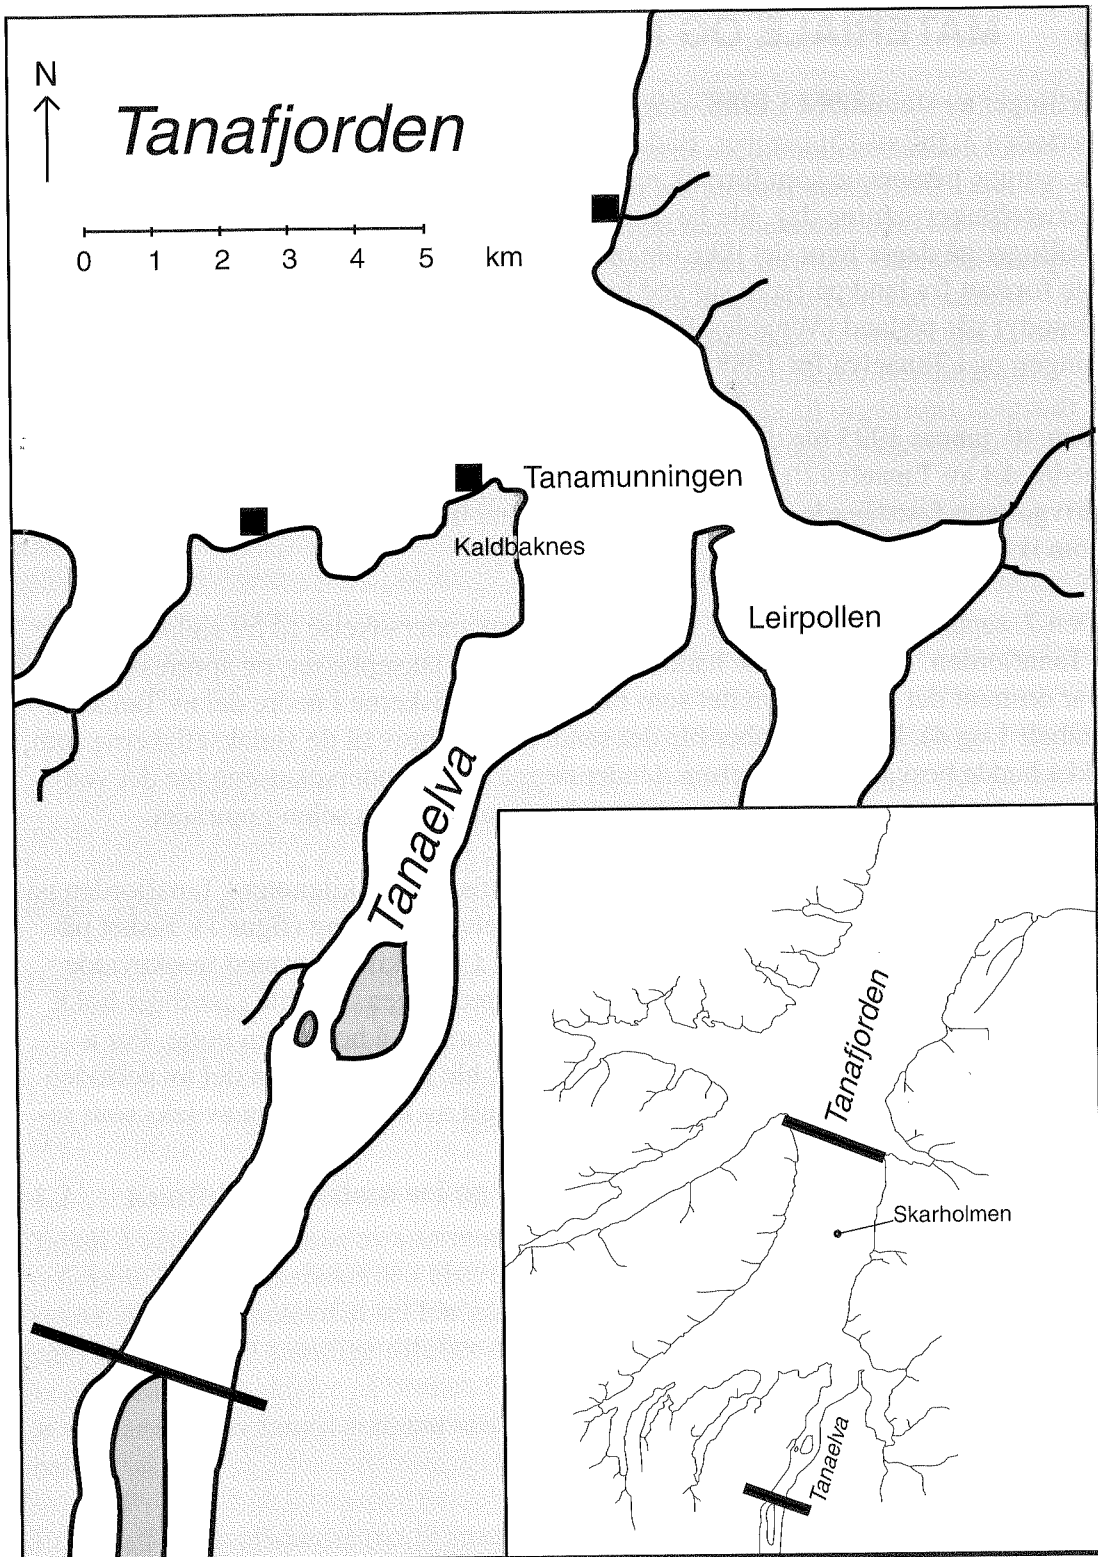 N
Tanafjorden
0 1 2 3 4 5 km
Tanamunningen
Kaldbaknes
Leirpollen
Tanaelva
Tanafjorden
Skarholmen
Tanaelva